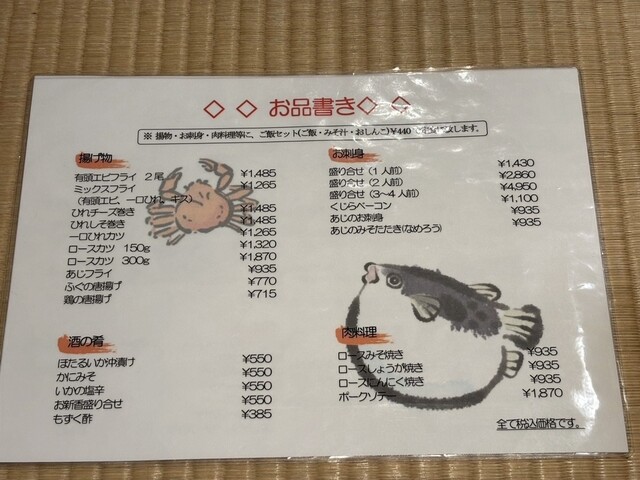 ◇ ◇ お品書き ◇ ◇
※ 揚物・お刺身・肉料理等に、ご飯セット(ご飯・みそ汁・おしんこ)¥440 します。
揚げ物
有頭エビフライ 2尾 ¥1,485
ミックスフライ ¥1,265
(有頭エビ、一口ひれ、キス)
ひれチーズ巻き ¥1,485
ひれしそ巻き ¥1,485
一口ひれカツ ¥1,265
ロースカツ 150g ¥1,320
ロースカツ 300g ¥1,870
あじフライ ¥935
ふぐの唐揚げ ¥770
鶏の唐揚げ ¥715
お刺身
盛り合せ(1人前) ¥1,430
盛り合せ(2人前) ¥2,860
盛り合せ(3～4人前) ¥4,950
くじらベーコン ¥1,100
あじのお刺身 ¥935
あじのみそたたき(なめろう) ¥935
酒の肴
ほたるいか沖漬け ¥550
かにみそ ¥550
いかの塩辛 ¥550
お新香盛り合せ ¥550
もずく酢 ¥385
肉料理
ロースみそ焼き ¥935
ロースしょうが焼き ¥935
ロースにんにく焼き ¥935
ポークソテー ¥1,870
全て税込価格です。